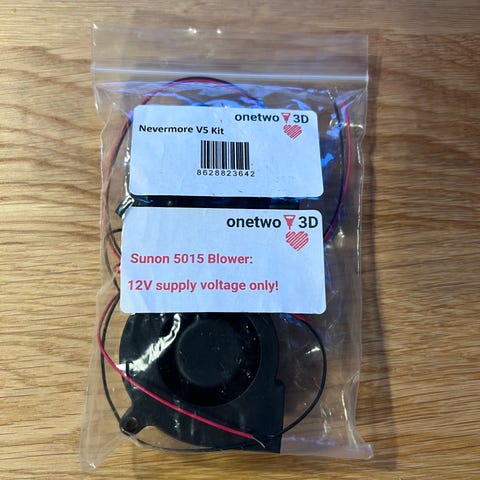 onetwo 3D
Nevermore V5 Kit
8628823642
onetwo 3D
Sunon 5015 Blower:
12V supply voltage only!